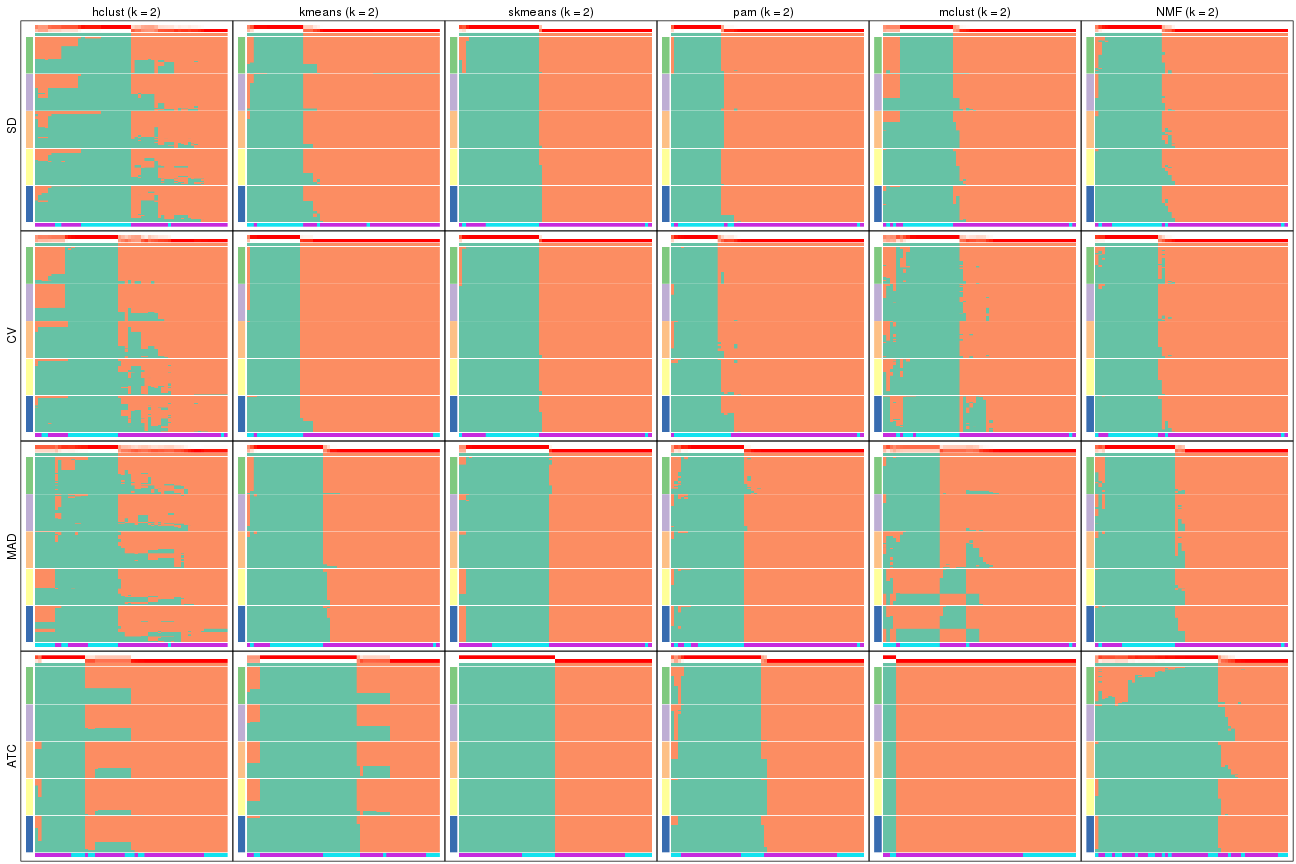 hclust (k = 2)
kmeans (k = 2)
skmeans (k = 2)
pam (k = 2)
mclust (k = 2)
NMF (k = 2)
SD
CV
MAD
ATC